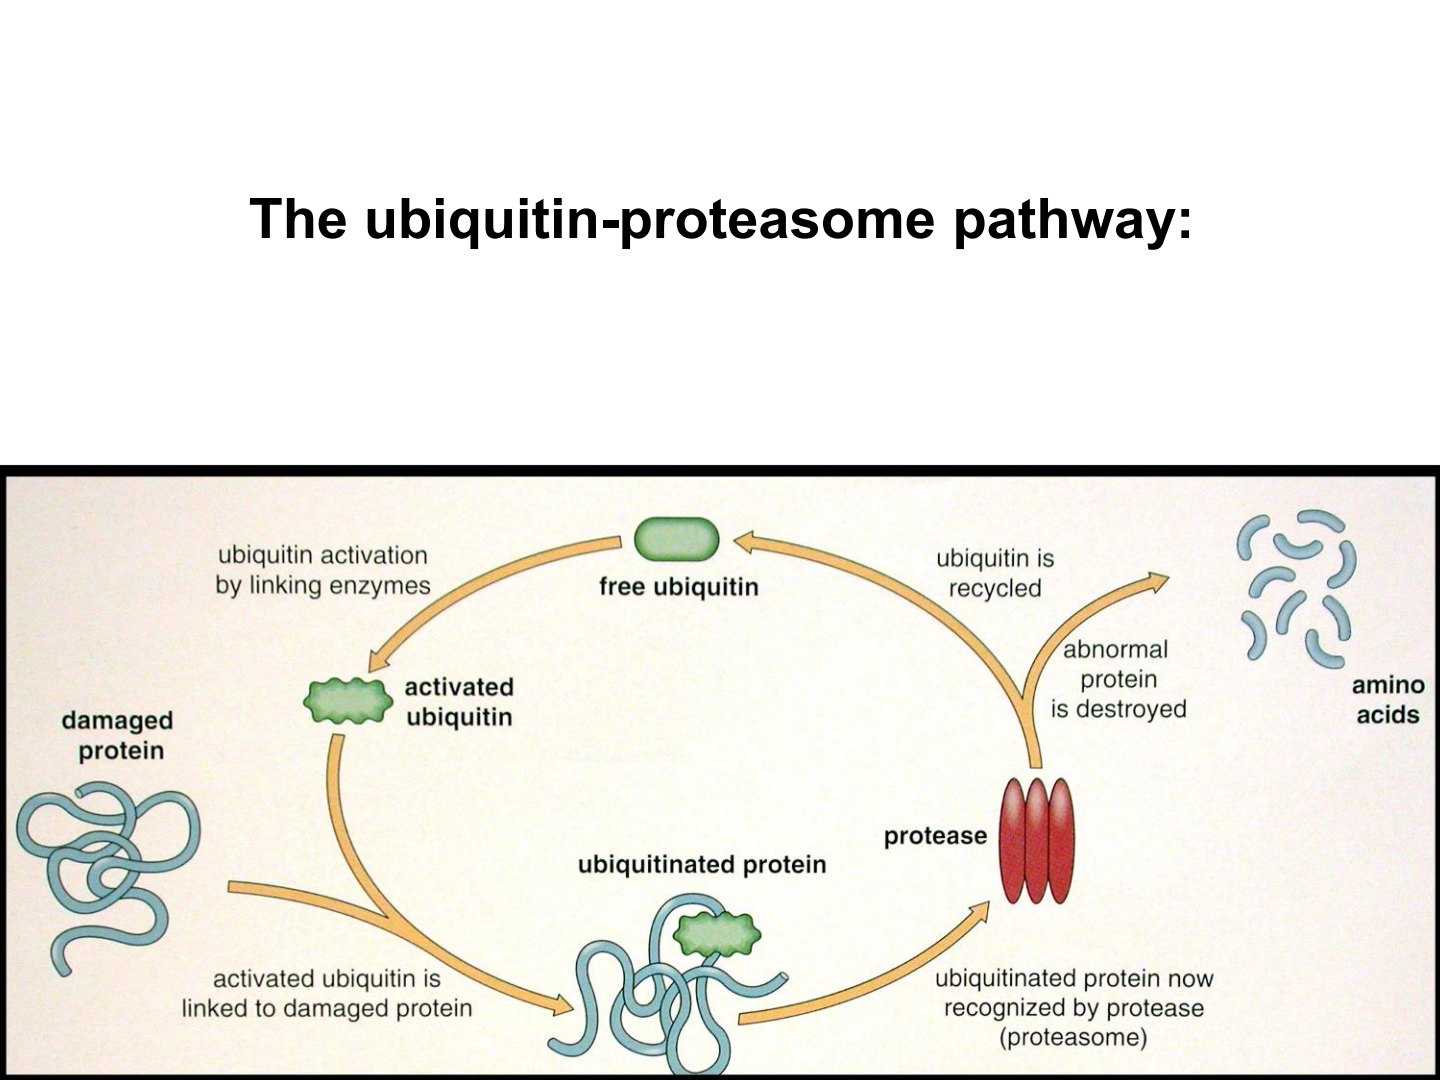 The ubiquitin-proteasome pathway:
ubiquitin activation
by linking enzymes
free ubiquitin
ubiquitin is
recycled
abnormal
protein
is destroyed
amino
acids
activated
ubiquitin
damaged
protein
protease
ubiquitinated protein
activated ubiquitin is
linked to damaged protein
ubiquitinated protein now
recognized by protease
(proteasome)